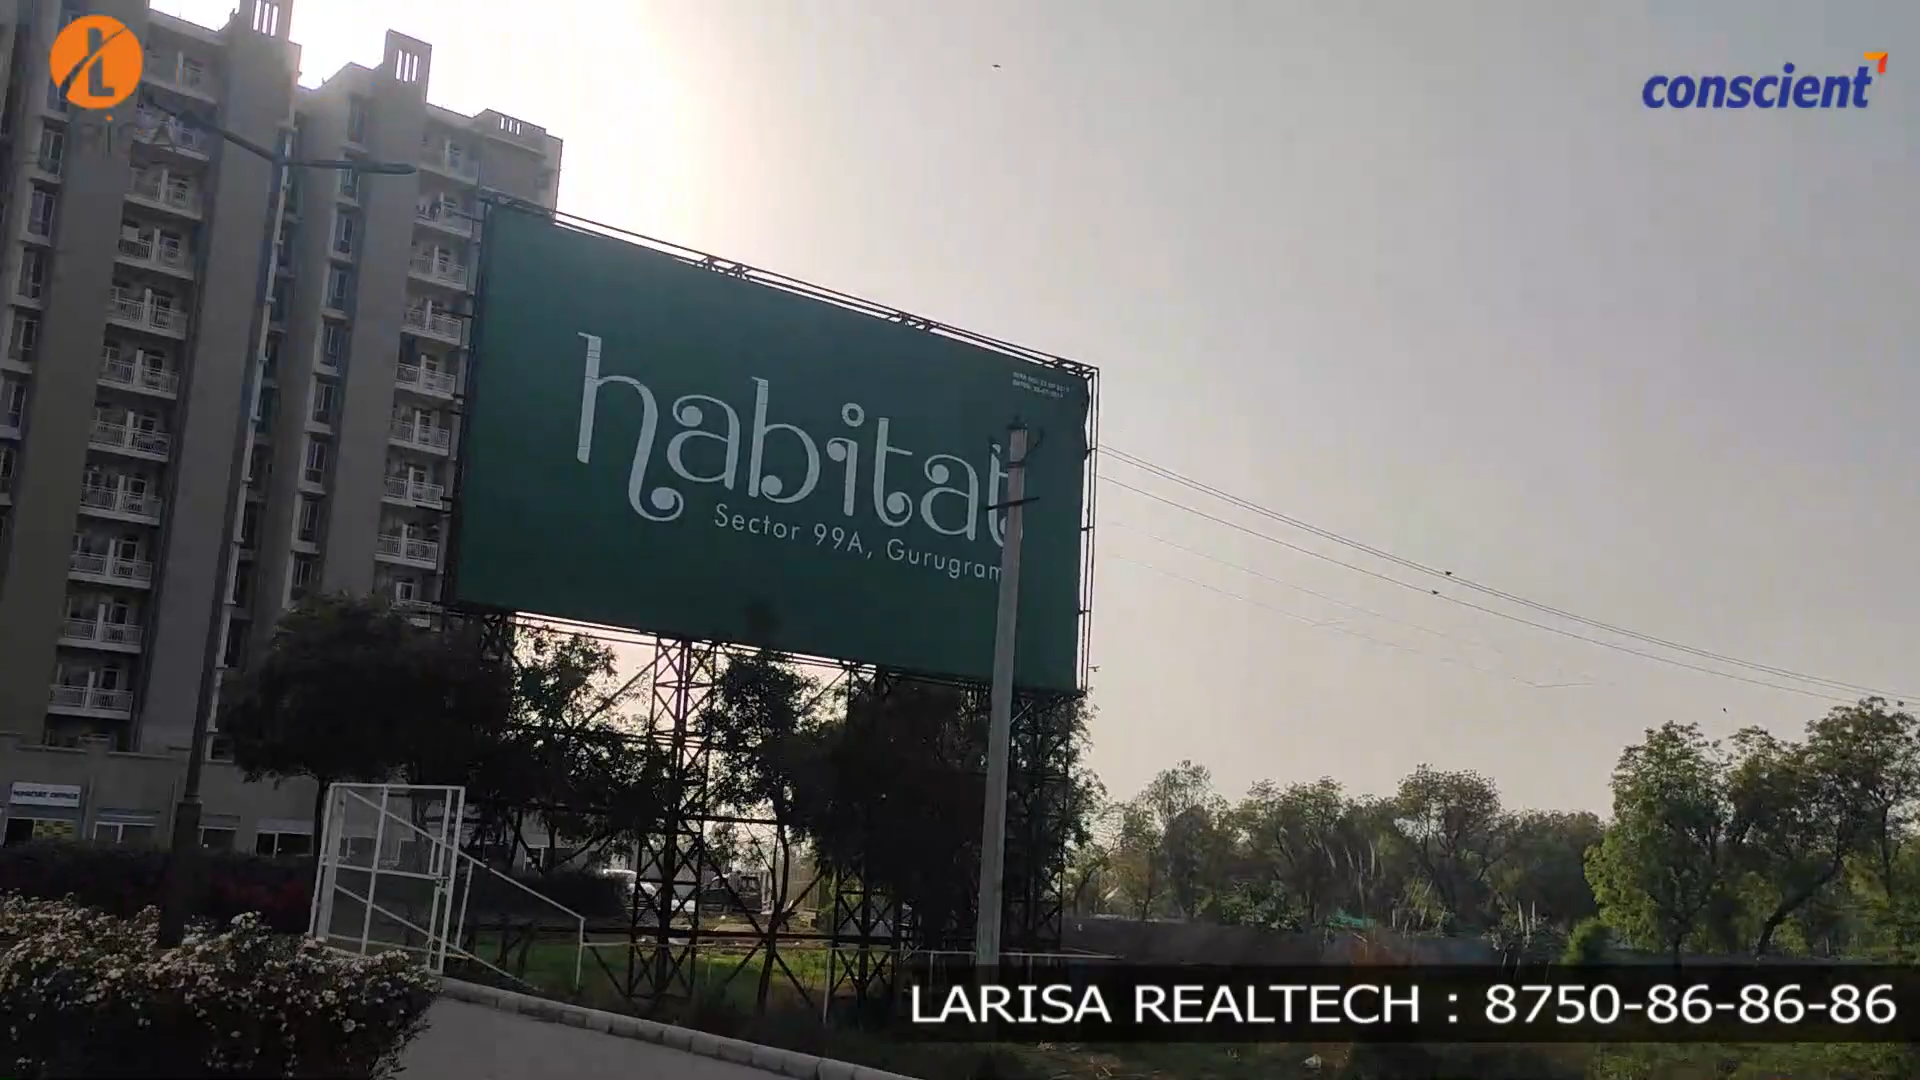 conscient
habitat
Sector 99A, Gurugram
LARISA REALTECH : 8750-86-86-86